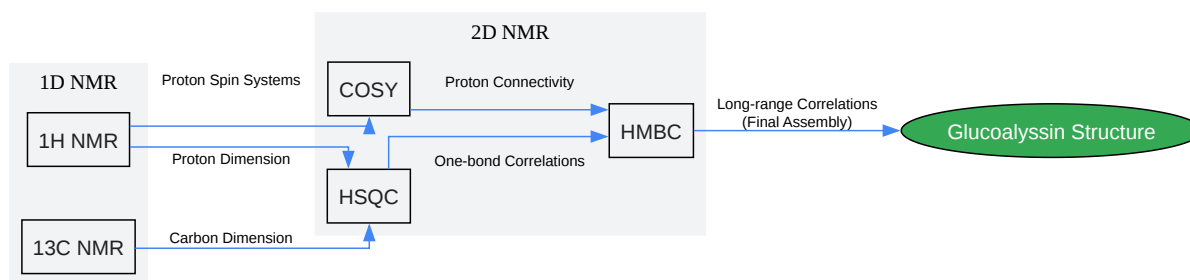 2D NMR
1D NMR
Proton Spin Systems
COSY
Proton Connectivity
Long-range Correlations
(Final Assembly)
1H NMR
HMBC
Glucoalyssin Structure
Proton Dimension
One-bond Correlations
HSQC
13C NMR
Carbon Dimension